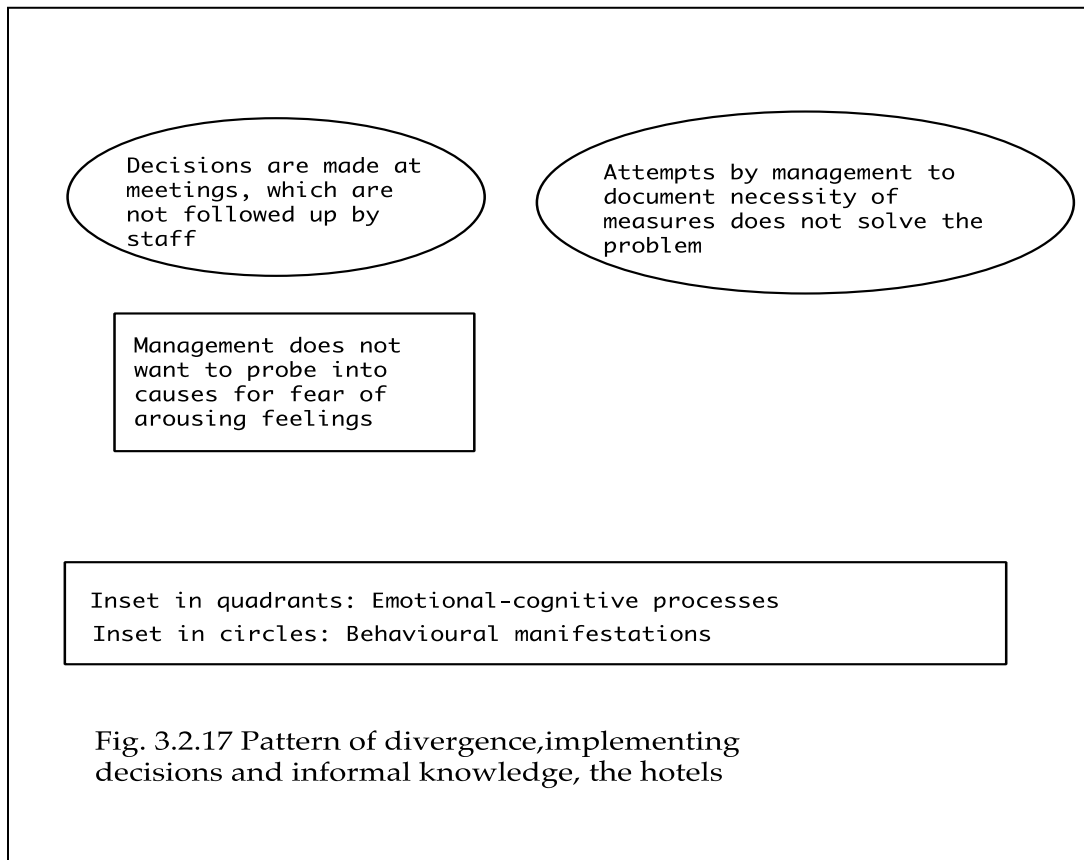 Decisions are made at
meetings, which are
not followed up by
staff
Attempts by management to
document necessity of
measures does not solve the
problem
Management does not
want to probe into
causes for fear of
arousing feelings
Inset in quadrants: Emotional-cognitive processes
Inset in circles: Behavioural manifestations
Fig. 3.2.17 Pattern of divergence,implementing
decisions and informal knowledge, the hotels